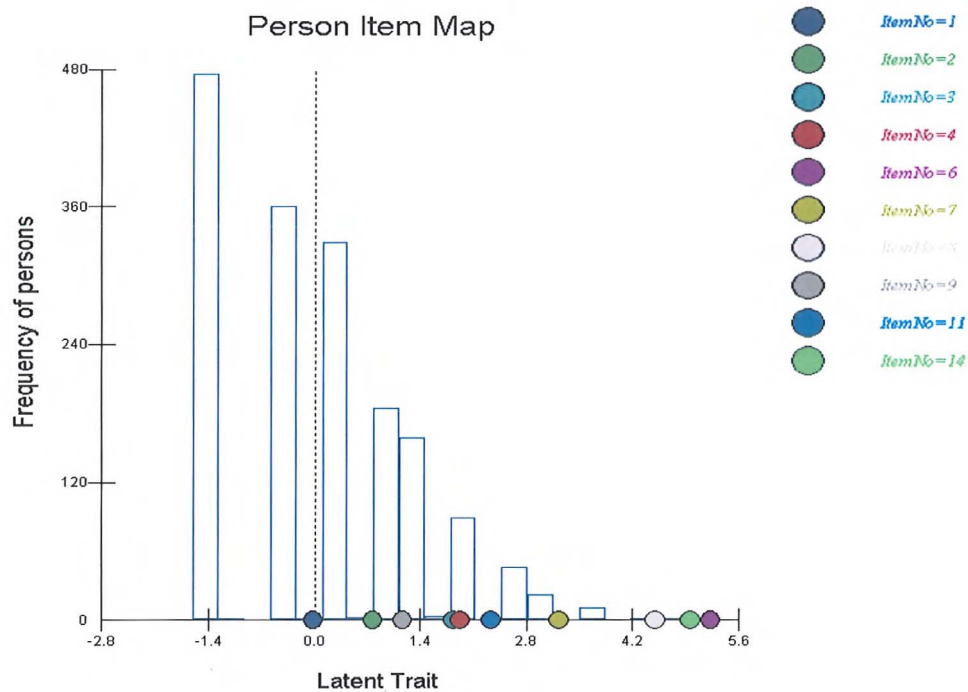 Person Item Map
480
360
240
120
0
Frequency of persons
-2.8
-1.4
0.0
1.4
2.8
4.2
5.6
Latent Trait
ItemNo=1
ItemNo=2
ItemNo=3
ItemNo=4
ItemNo=6
ItemNo=7
ItemNo=8
ItemNo=9
ItemNo=11
ItemNo=14